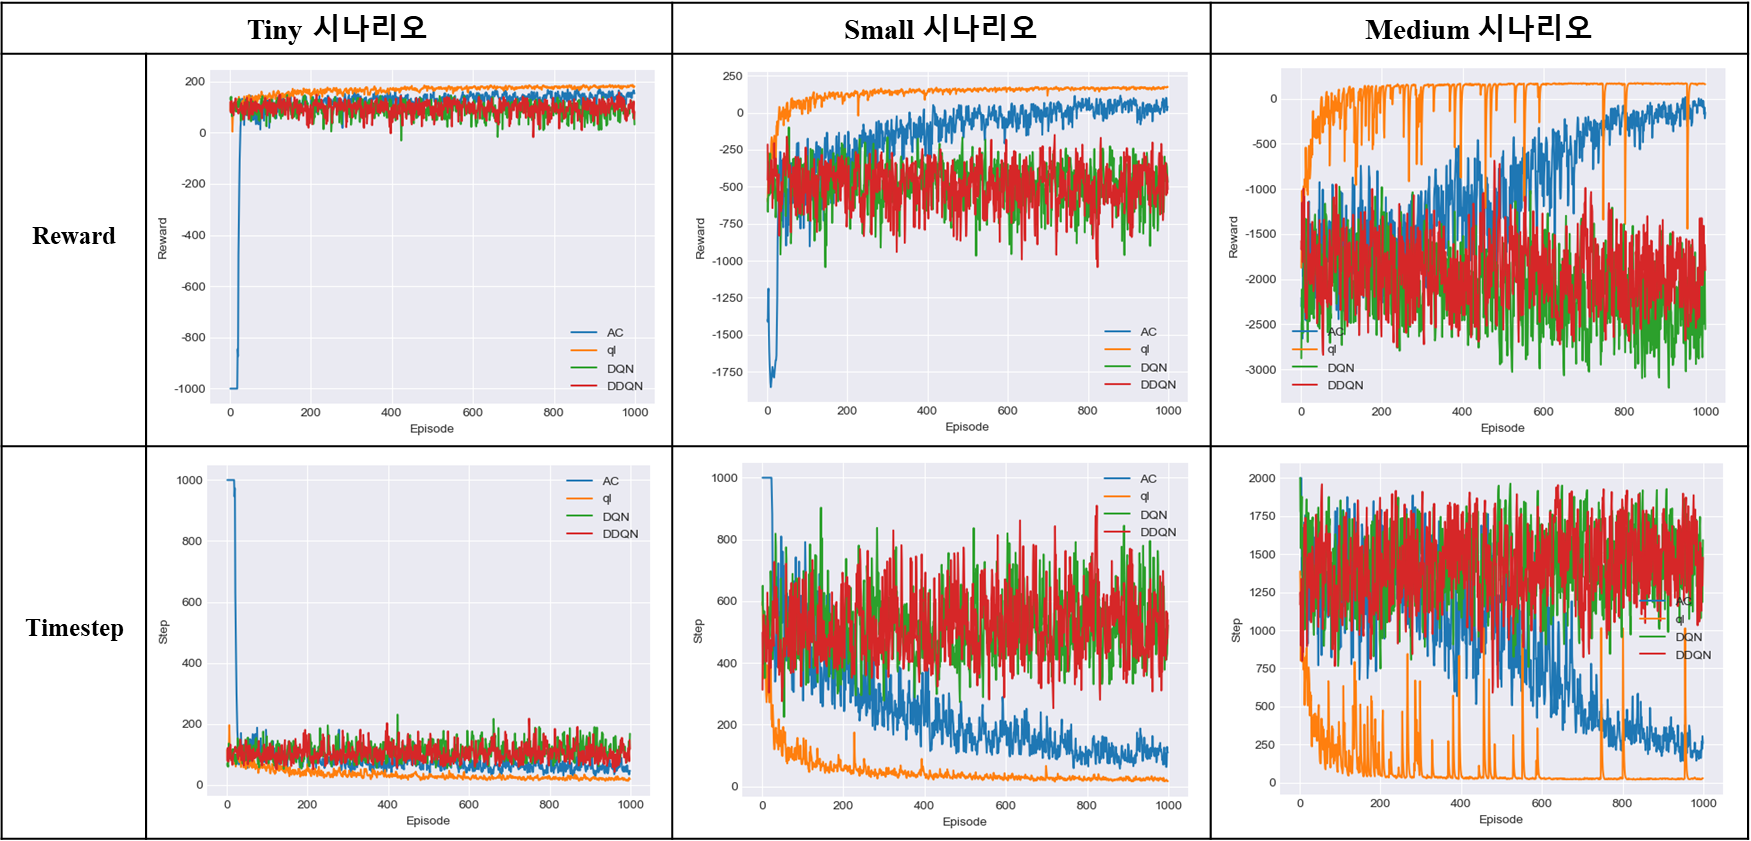 Tiny 시나리오
Small 시나리오
Medium 시나리오
Reward
200
0
-200
-400
-600
-800
-1000
Reward
0
200
400
600
800
1000
Episode
AC
ql
DQN
DDQN
250
0
-250
-500
-750
-1000
-1250
-1500
-1750
Reward
0
200
400
600
800
1000
Episode
AC
ql
DQN
DDQN
0
-500
-1000
-1500
-2000
-2500
-3000
Reward
0
200
400
600
800
1000
Episode
AC
ql
DQN
DDQN
Timestep
1000
800
600
400
200
0
Step
0
200
400
600
800
1000
Episode
AC
ql
DQN
DDQN
1000
800
600
400
200
0
Step
0
200
400
600
800
1000
Episode
AC
ql
DQN
DDQN
2000
1750
1500
1250
1000
750
500
250
0
Step
0
200
400
600
800
1000
Episode
AC
ql
DQN
DDQN